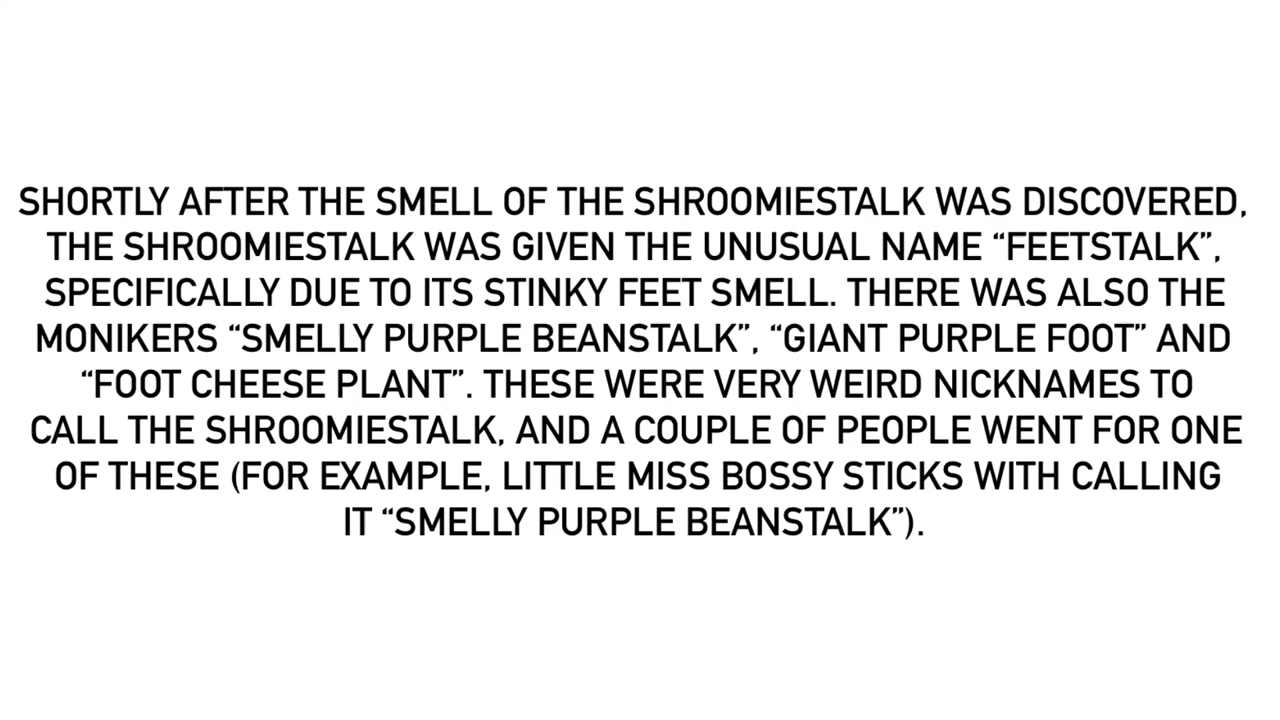 SHORTLY AFTER THE SMELL OF THE SHROOMIESTALK WAS DISCOVERED,
THE SHROOMIESTALK WAS GIVEN THE UNUSUAL NAME “FEETSTALK”,
SPECIFICALLY DUE TO ITS STINKY FEET SMELL. THERE WAS ALSO THE
MONIKERS “SMELLY PURPLE BEANSTALK”, “GIANT PURPLE FOOT” AND
“FOOT CHEESE PLANT”. THESE WERE VERY WEIRD NICKNAMES TO
CALL THE SHROOMIESTALK, AND A COUPLE OF PEOPLE WENT FOR ONE
OF THESE (FOR EXAMPLE, LITTLE MISS BOSSY STICKS WITH CALLING
IT “SMELLY PURPLE BEANSTALK”).